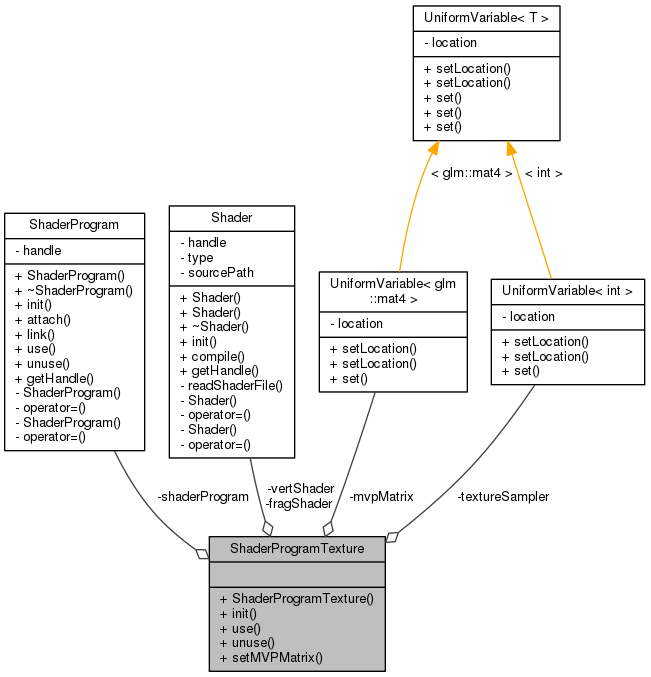 UniformVariable< T >
- location
+ setLocation()
+ setLocation()
+ set()
+ set()
+ set()
< glm::mat4 >
< int >
ShaderProgram
- handle
+ ShaderProgram()
+ ~ShaderProgram()
+ init()
+ attach()
+ link()
+ use()
+ unuse()
+ getHandle()
- ShaderProgram()
- operator=()
- ShaderProgram()
- operator=()
Shader
- handle
- type
- sourcePath
+ Shader()
+ Shader()
+ ~Shader()
+ init()
+ compile()
+ getHandle()
- readShaderFile()
- Shader()
- operator=()
- Shader()
- operator=()
UniformVariable< glm
::mat4 >
- location
+ setLocation()
+ setLocation()
+ set()
UniformVariable< int >
- location
+ setLocation()
+ setLocation()
+ set()
-shaderProgram
-vertShader
-fragShader
-mvpMatrix
-textureSampler
ShaderProgramTexture
+ ShaderProgramTexture()
+ init()
+ use()
+ unuse()
+ setMVPMatrix()